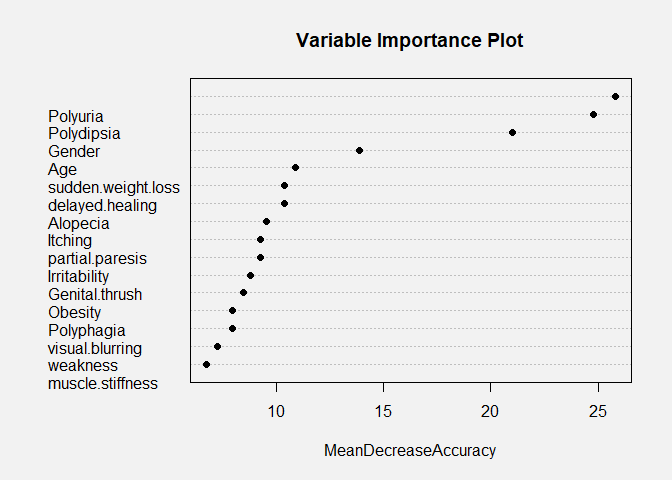 Variable Importance Plot
Polyuria
Polydipsia
Gender
Age
sudden.weight.loss
delayed.healing
Alopecia
Itching
partial.paresis
Irritability
Genital.thrush
Obesity
Polyphagia
visual.blurring
weakness
muscle.stiffness
10 15 20 25
MeanDecreaseAccuracy